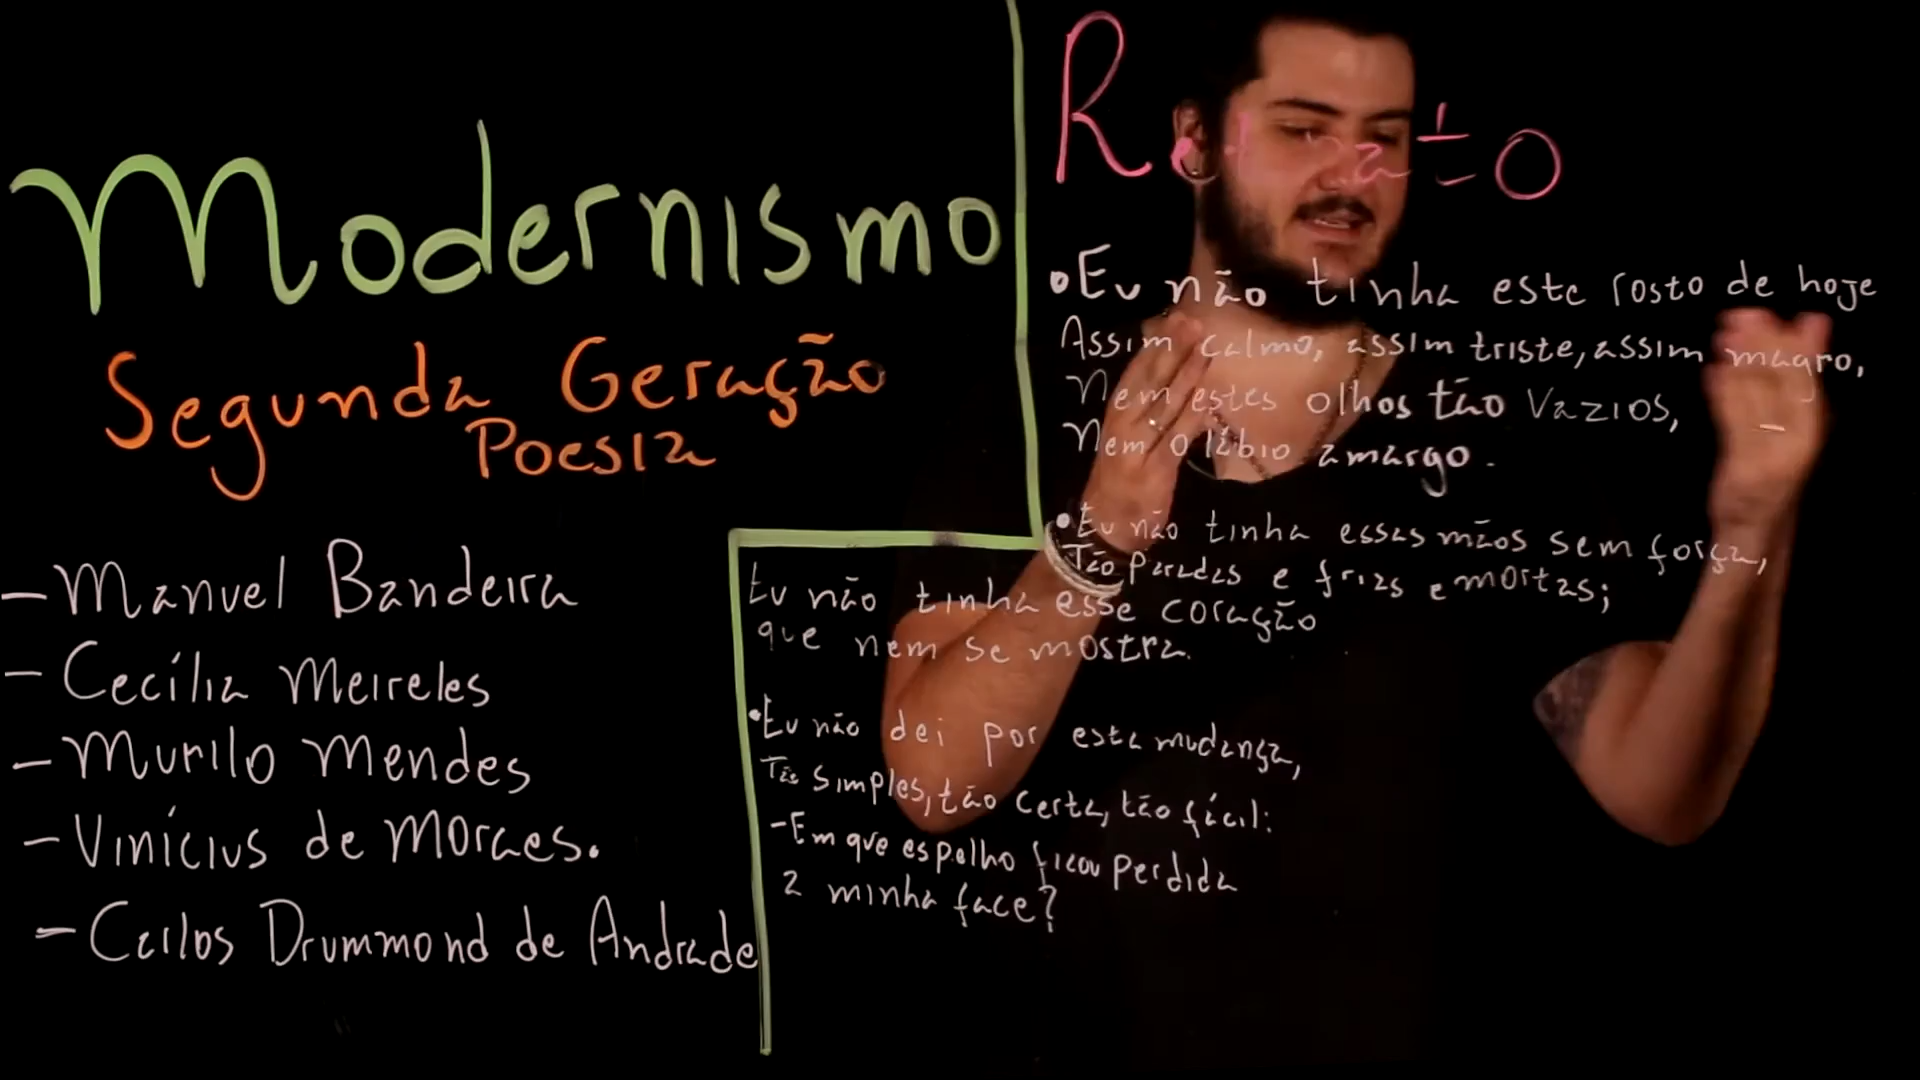 Modernismo
Segunda Geração
Poesia
- Manuel Bandeira
- Cecília Meireles
- Murilo Mendes
- Vinícius de Moraes.
- Carlos Drummond de Andrade
Retrato
• Eu não tinha este rosto de hoje
Assim calmo, assim triste, assim magro,
Nem estes olhos tão vazios,
Nem o lábio amargo.
• Eu não tinha essas mãos sem força,
Tão paradas e frias e mortas;
Eu não tinha esse coração
que nem se mostra.
• Eu não dei por esta mudança,
Tão simples, tão certa, tão fácil:
- Em que espelho ficou perdida
a minha face?